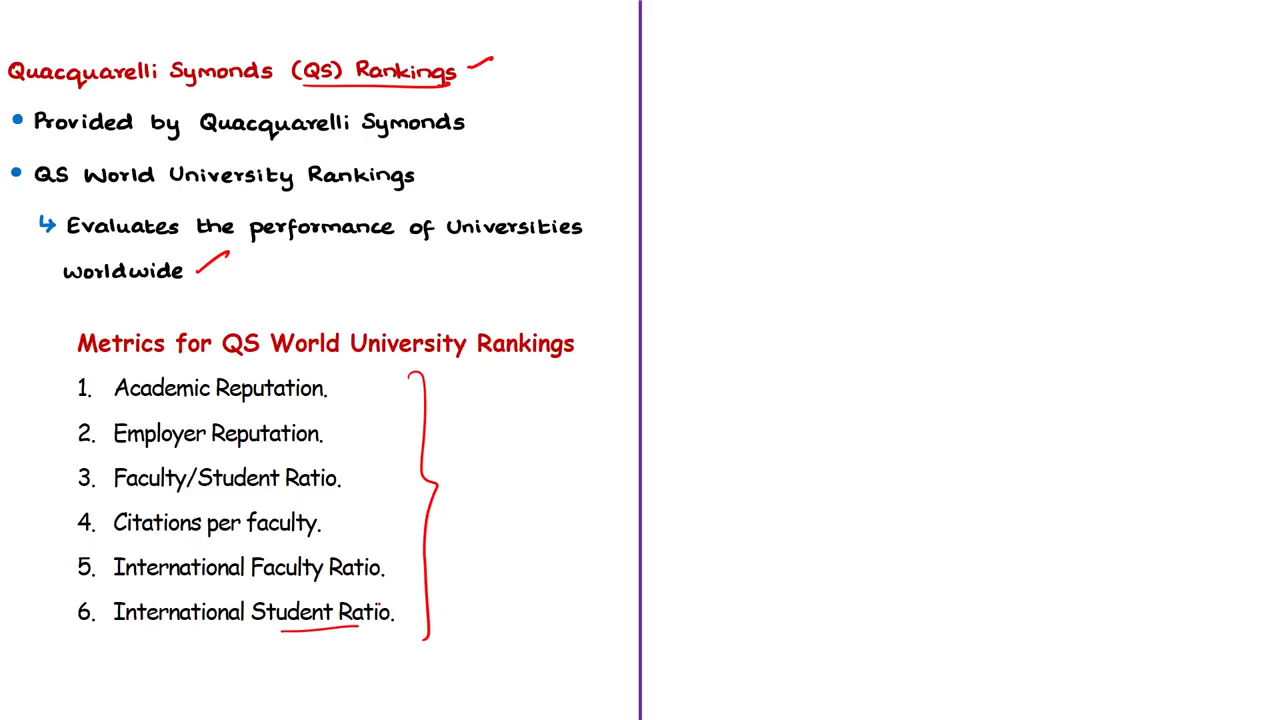 Quacquarelli Symonds (QS) Rankings
Provided by Quacquarelli Symonds
QS World University Rankings
Evaluates the performance of Universities
worldwide
Metrics for QS World University Rankings
1. Academic Reputation.
2. Employer Reputation.
3. Faculty/Student Ratio.
4. Citations per faculty.
5. International Faculty Ratio.
6. International Student Ratio.